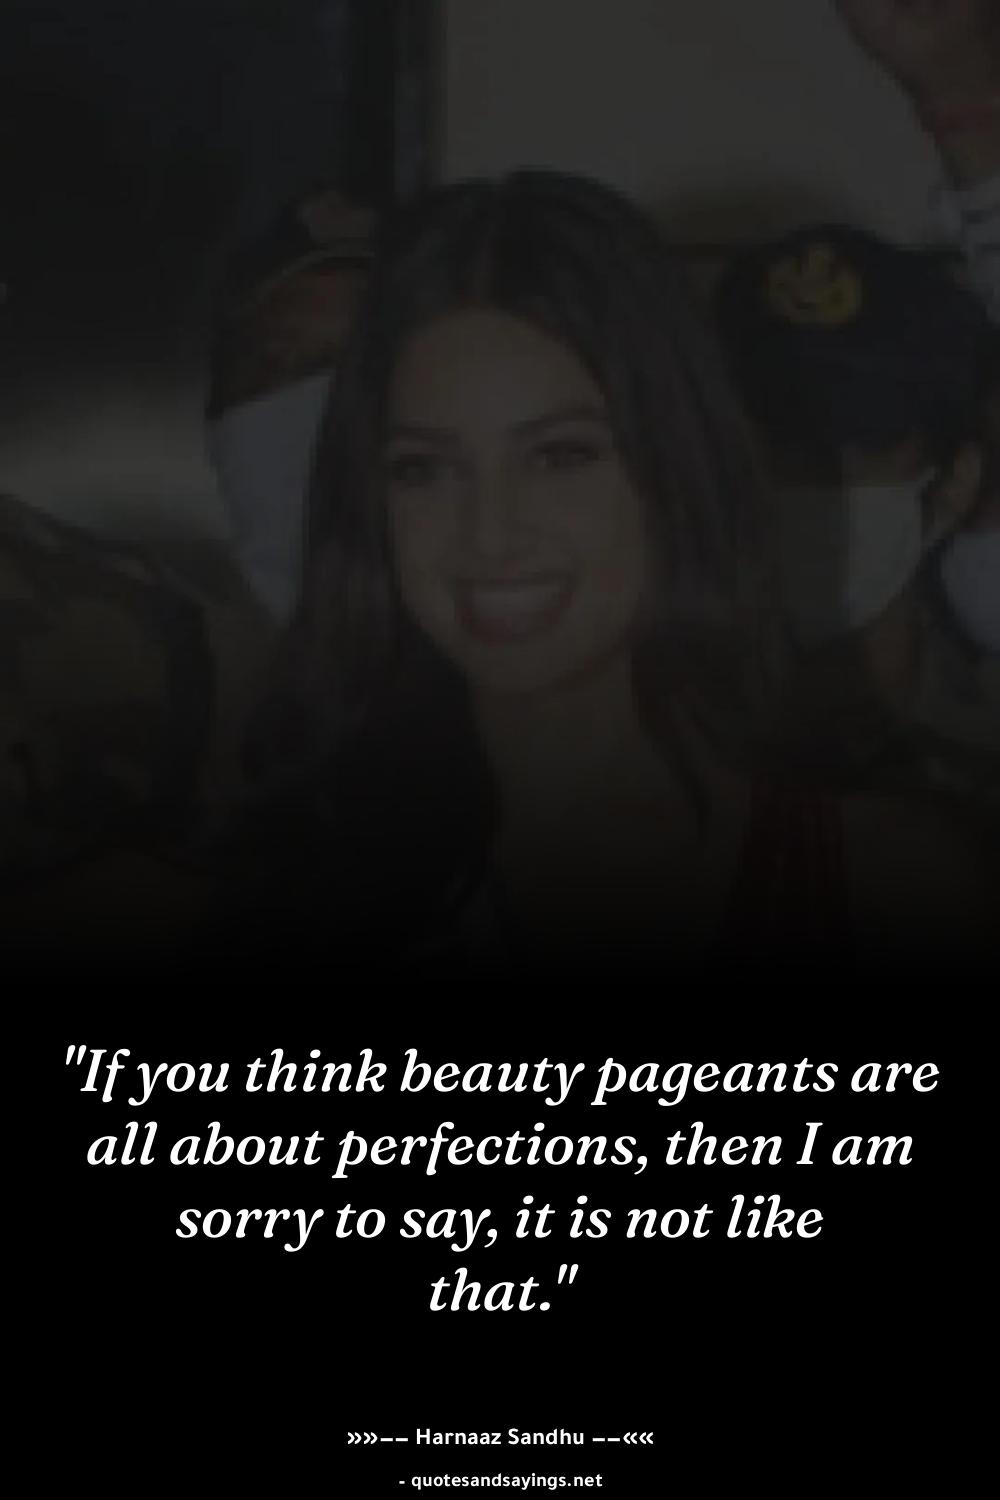 "If you think beauty pageants are
all about perfections, then I am
sorry to say, it is not like
that."
»»–– Harnaaz Sandhu ––««
- quotesandsayings.net